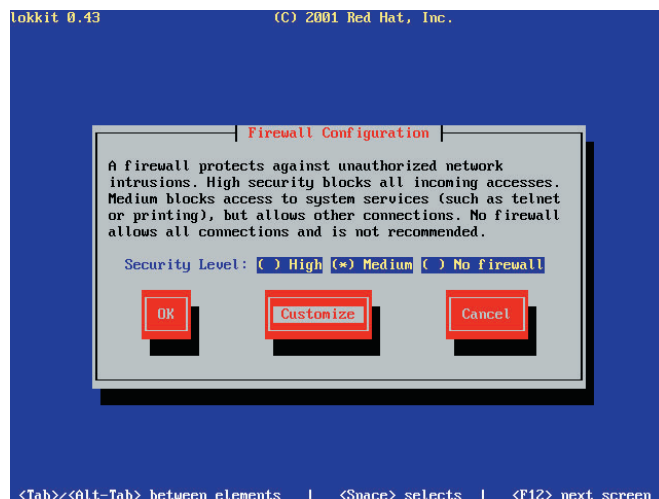 lokkit 0.43 (C) 2001 Red Hat, Inc.
Firewall Configuration
A firewall protects against unauthorized network
intrusions. High security blocks all incoming accesses.
Medium blocks access to system services (such as telnet
or printing), but allows other connections. No firewall
allows all connections and is not recommended.
Security Level: ( ) High (*) Medium ( ) No firewall
OK Customize Cancel
<Tab>/<Alt-Tab> between elements | <Space> selects | <F12> next screen